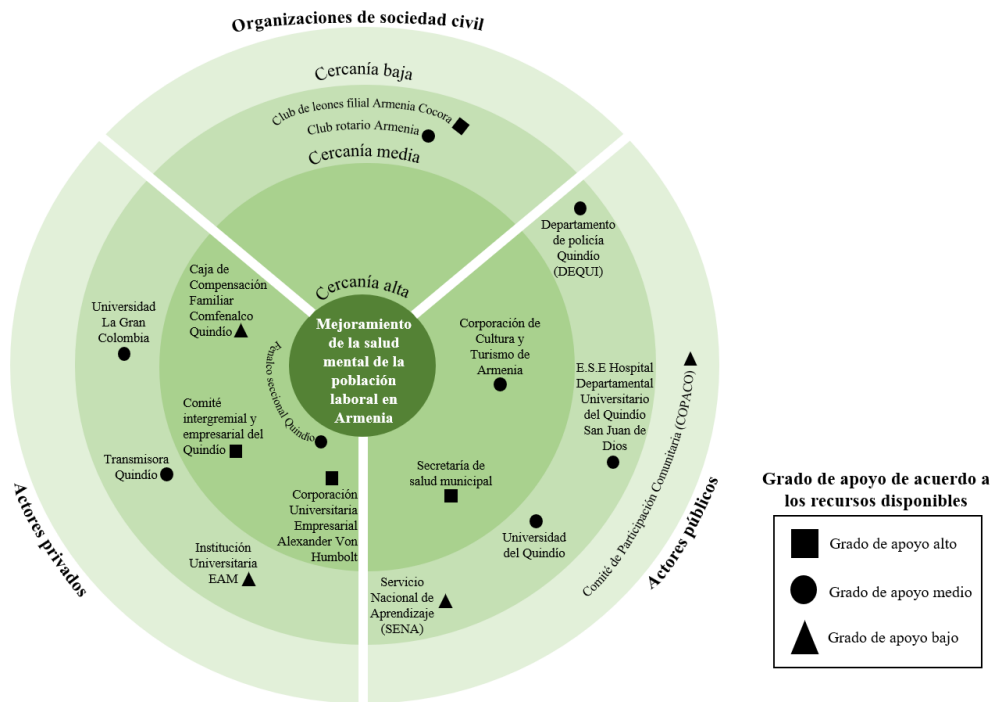 Organizaciones de sociedad civil
Cercanía baja
Club de leones filial Armenia Cocora
Club rotario Armenia
Cercanía media
Cercanía alta
Mejoramiento
de la salud
mental de la
población
laboral en
Armenia
Caja de
Compensación
Familiar
Comfenalco
Quindío
Universidad
La Gran
Colombia
Fenalco seccional Quindío
Comité
intergremial y
empresarial del
Quindío
Transmisora
Quindío
Corporación
Universitaria
Empresarial
Alexander Von
Humbolt
Institución
Universitaria
EAM
Actores privados
Departamento
de policía
Quindío
(DEQUI)
Corporación de
Cultura y
Turismo de
Armenia
E.S.E Hospital
Departamental
Universitario
del Quindío
San Juan de
Dios
Secretaría de
salud municipal
Universidad
del Quindío
Servicio
Nacional de
Aprendizaje
(SENA)
Comité de Participación Comunitaria (COPACO)
Actores públicos
Grado de apoyo de acuerdo a
los recursos disponibles
Grado de apoyo alto
Grado de apoyo medio
Grado de apoyo bajo